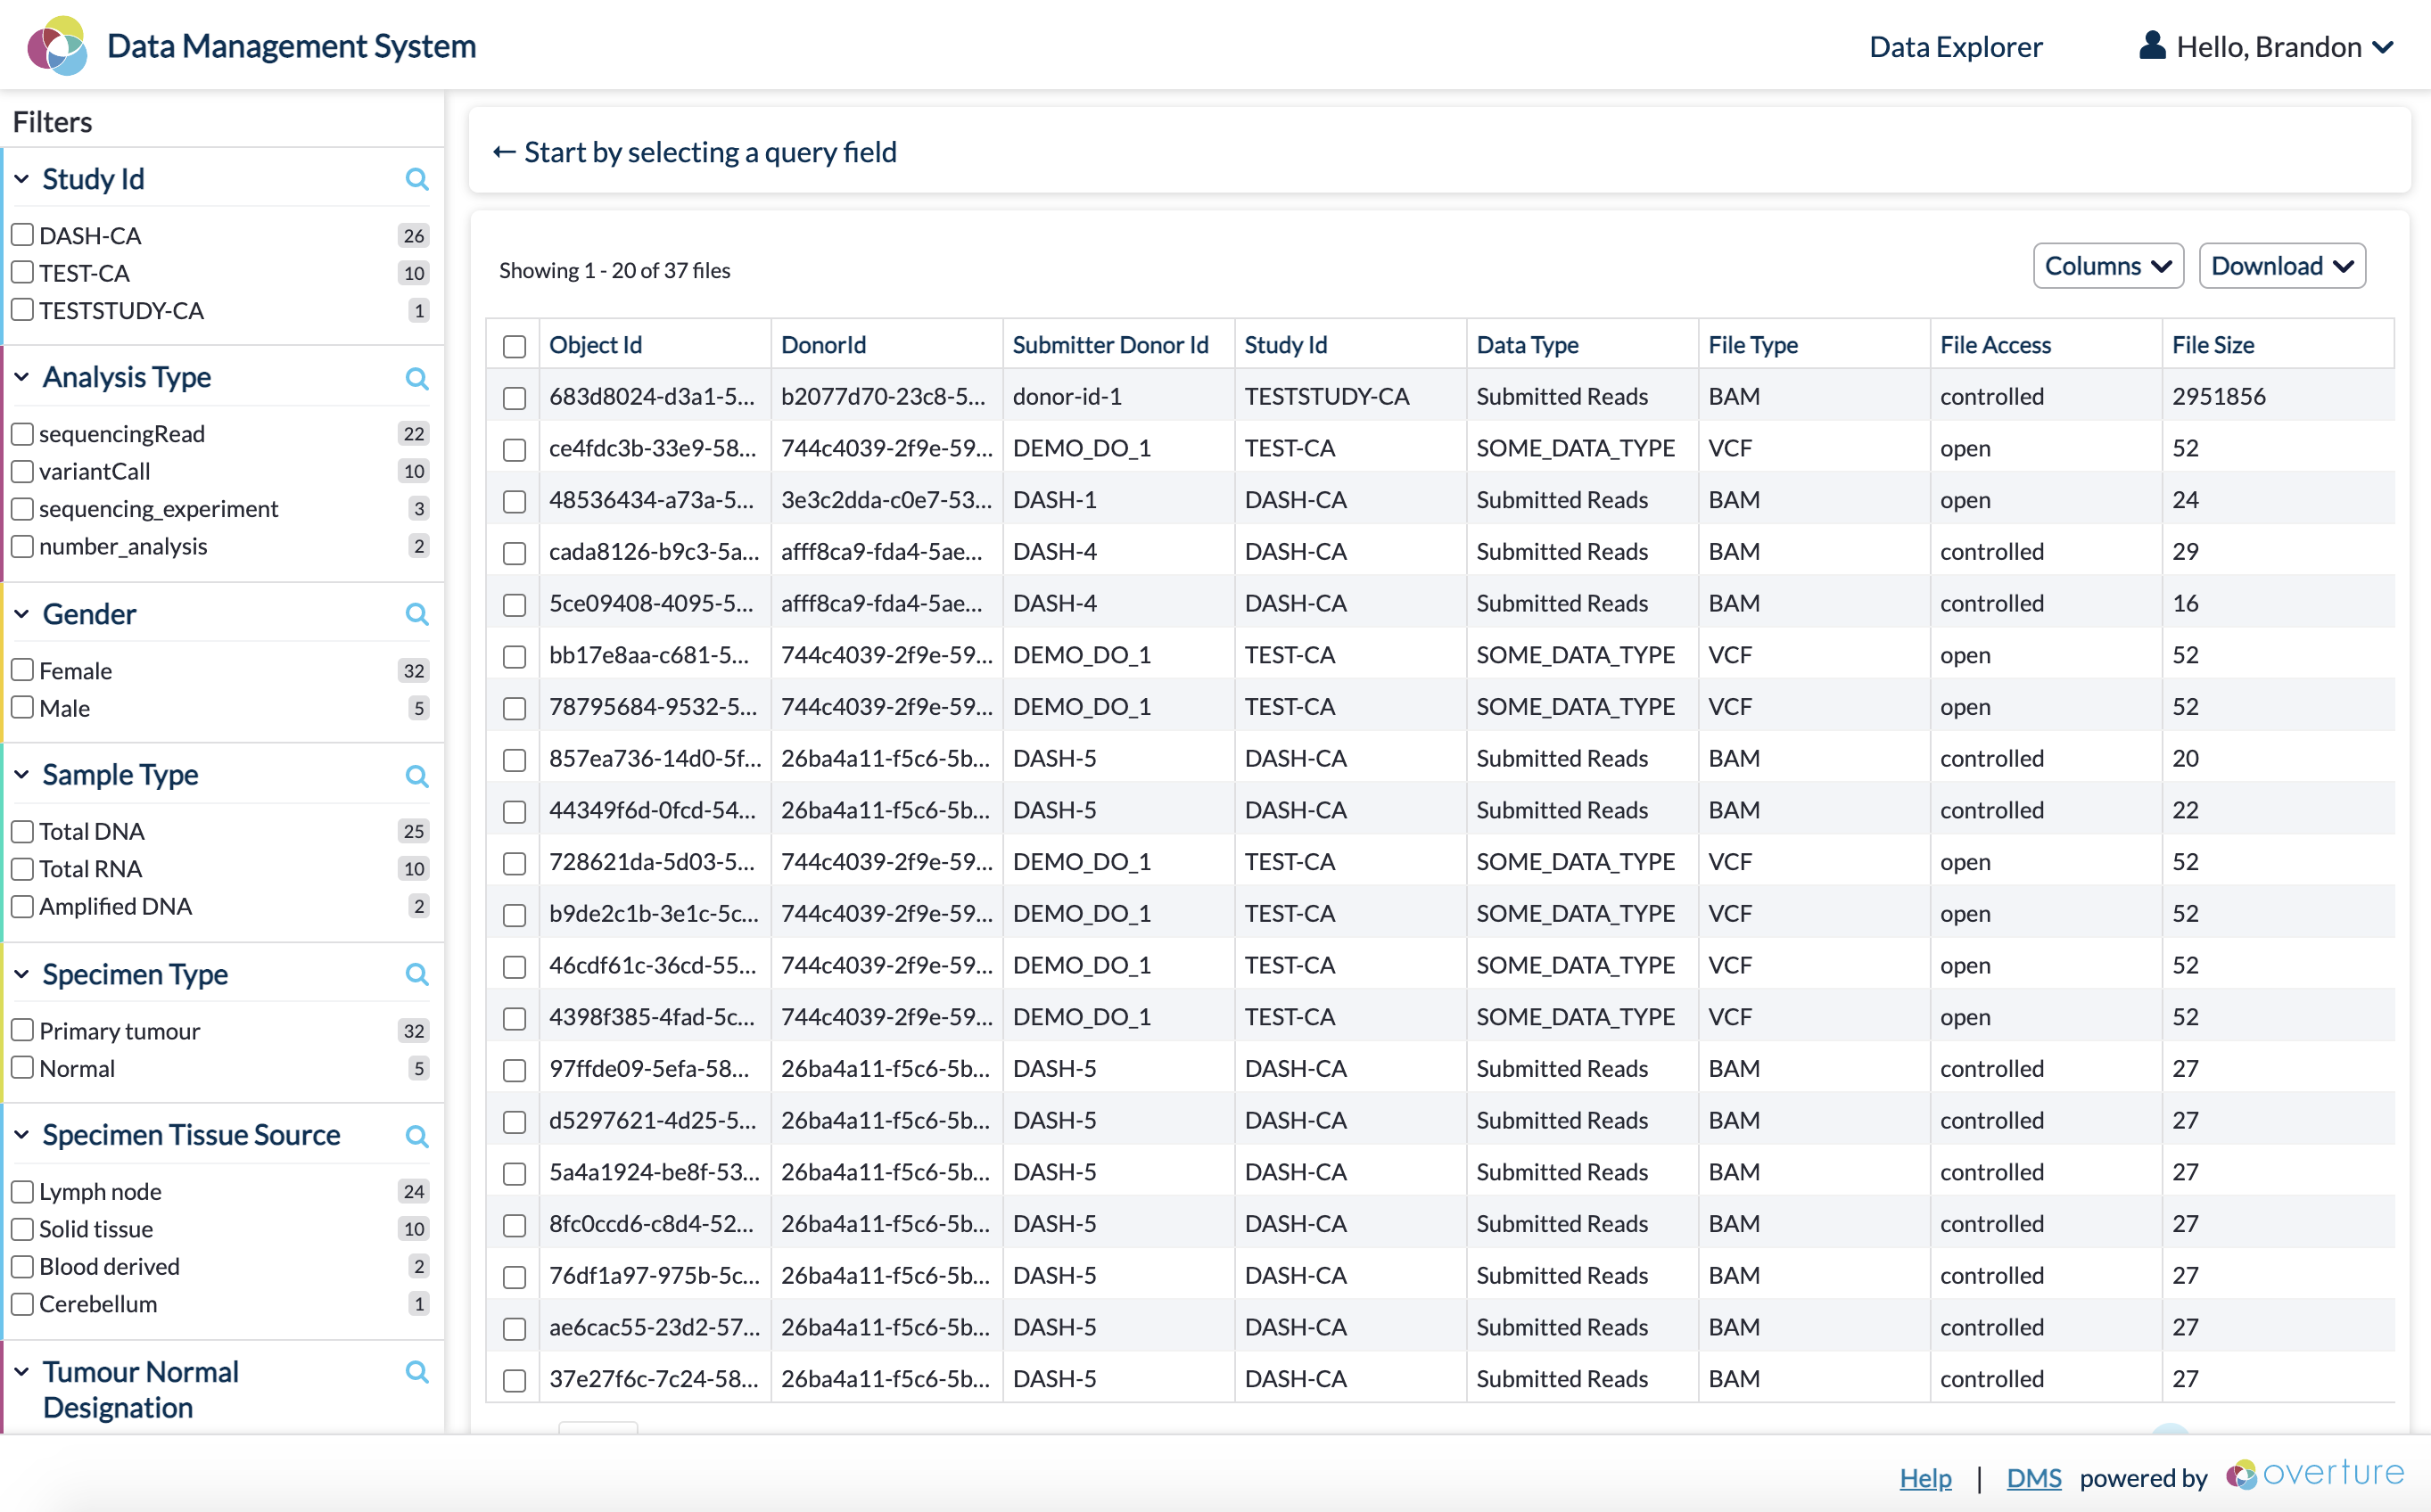 Data Management System
Data Explorer
Hello, Brandon
Filters
Study Id
DASH-CA 26
TEST-CA 10
TESTSTUDY-CA 1
Analysis Type
sequencingRead 22
variantCall 10
sequencing_experiment 3
number_analysis 2
Gender
Female 32
Male 5
Sample Type
Total DNA 25
Total RNA 10
Amplified DNA 2
Specimen Type
Primary tumour 32
Normal 5
Specimen Tissue Source
Lymph node 24
Solid tissue 10
Blood derived 2
Cerebellum 1
Tumour Normal
Designation
← Start by selecting a query field
Showing 1 - 20 of 37 files
Columns
Download
Object Id DonorId Submitter Donor Id Study Id Data Type File Type File Access File Size
683d8024-d3a1-5... b2077d70-23c8-5... donor-id-1 TESTSTUDY-CA Submitted Reads BAM controlled 2951856
ce4fdc3b-33e9-58... 744c4039-2f9e-59... DEMO_DO_1 TEST-CA SOME_DATA_TYPE VCF open 52
48536434-a73a-5... 3e3c2dda-c0e7-53... DASH-1 DASH-CA Submitted Reads BAM open 24
cada8126-b9c3-5a... afff8ca9-fda4-5ae... DASH-4 DASH-CA Submitted Reads BAM controlled 29
5ce09408-4095-5... afff8ca9-fda4-5ae... DASH-4 DASH-CA Submitted Reads BAM controlled 16
bb17e8aa-c681-5... 744c4039-2f9e-59... DEMO_DO_1 TEST-CA SOME_DATA_TYPE VCF open 52
78795684-9532-5... 744c4039-2f9e-59... DEMO_DO_1 TEST-CA SOME_DATA_TYPE VCF open 52
857ea736-14d0-5f... 26ba4a11-f5c6-5b... DASH-5 DASH-CA Submitted Reads BAM controlled 20
44349f6d-0fcd-54... 26ba4a11-f5c6-5b... DASH-5 DASH-CA Submitted Reads BAM controlled 22
728621da-5d03-5... 744c4039-2f9e-59... DEMO_DO_1 TEST-CA SOME_DATA_TYPE VCF open 52
b9de2c1b-3e1c-5c... 744c4039-2f9e-59... DEMO_DO_1 TEST-CA SOME_DATA_TYPE VCF open 52
46cdf61c-36cd-55... 744c4039-2f9e-59... DEMO_DO_1 TEST-CA SOME_DATA_TYPE VCF open 52
4398f385-4fad-5c... 744c4039-2f9e-59... DEMO_DO_1 TEST-CA SOME_DATA_TYPE VCF open 52
97ffde09-5efa-58... 26ba4a11-f5c6-5b... DASH-5 DASH-CA Submitted Reads BAM controlled 27
d5297621-4d25-5... 26ba4a11-f5c6-5b... DASH-5 DASH-CA Submitted Reads BAM controlled 27
5a4a1924-be8f-53... 26ba4a11-f5c6-5b... DASH-5 DASH-CA Submitted Reads BAM controlled 27
8fc0ccd6-c8d4-52... 26ba4a11-f5c6-5b... DASH-5 DASH-CA Submitted Reads BAM controlled 27
76df1a97-975b-5c... 26ba4a11-f5c6-5b... DASH-5 DASH-CA Submitted Reads BAM controlled 27
ae6cac55-23d2-57... 26ba4a11-f5c6-5b... DASH-5 DASH-CA Submitted Reads BAM controlled 27
37e27f6c-7c24-58... 26ba4a11-f5c6-5b... DASH-5 DASH-CA Submitted Reads BAM controlled 27
Help | DMS powered by overture